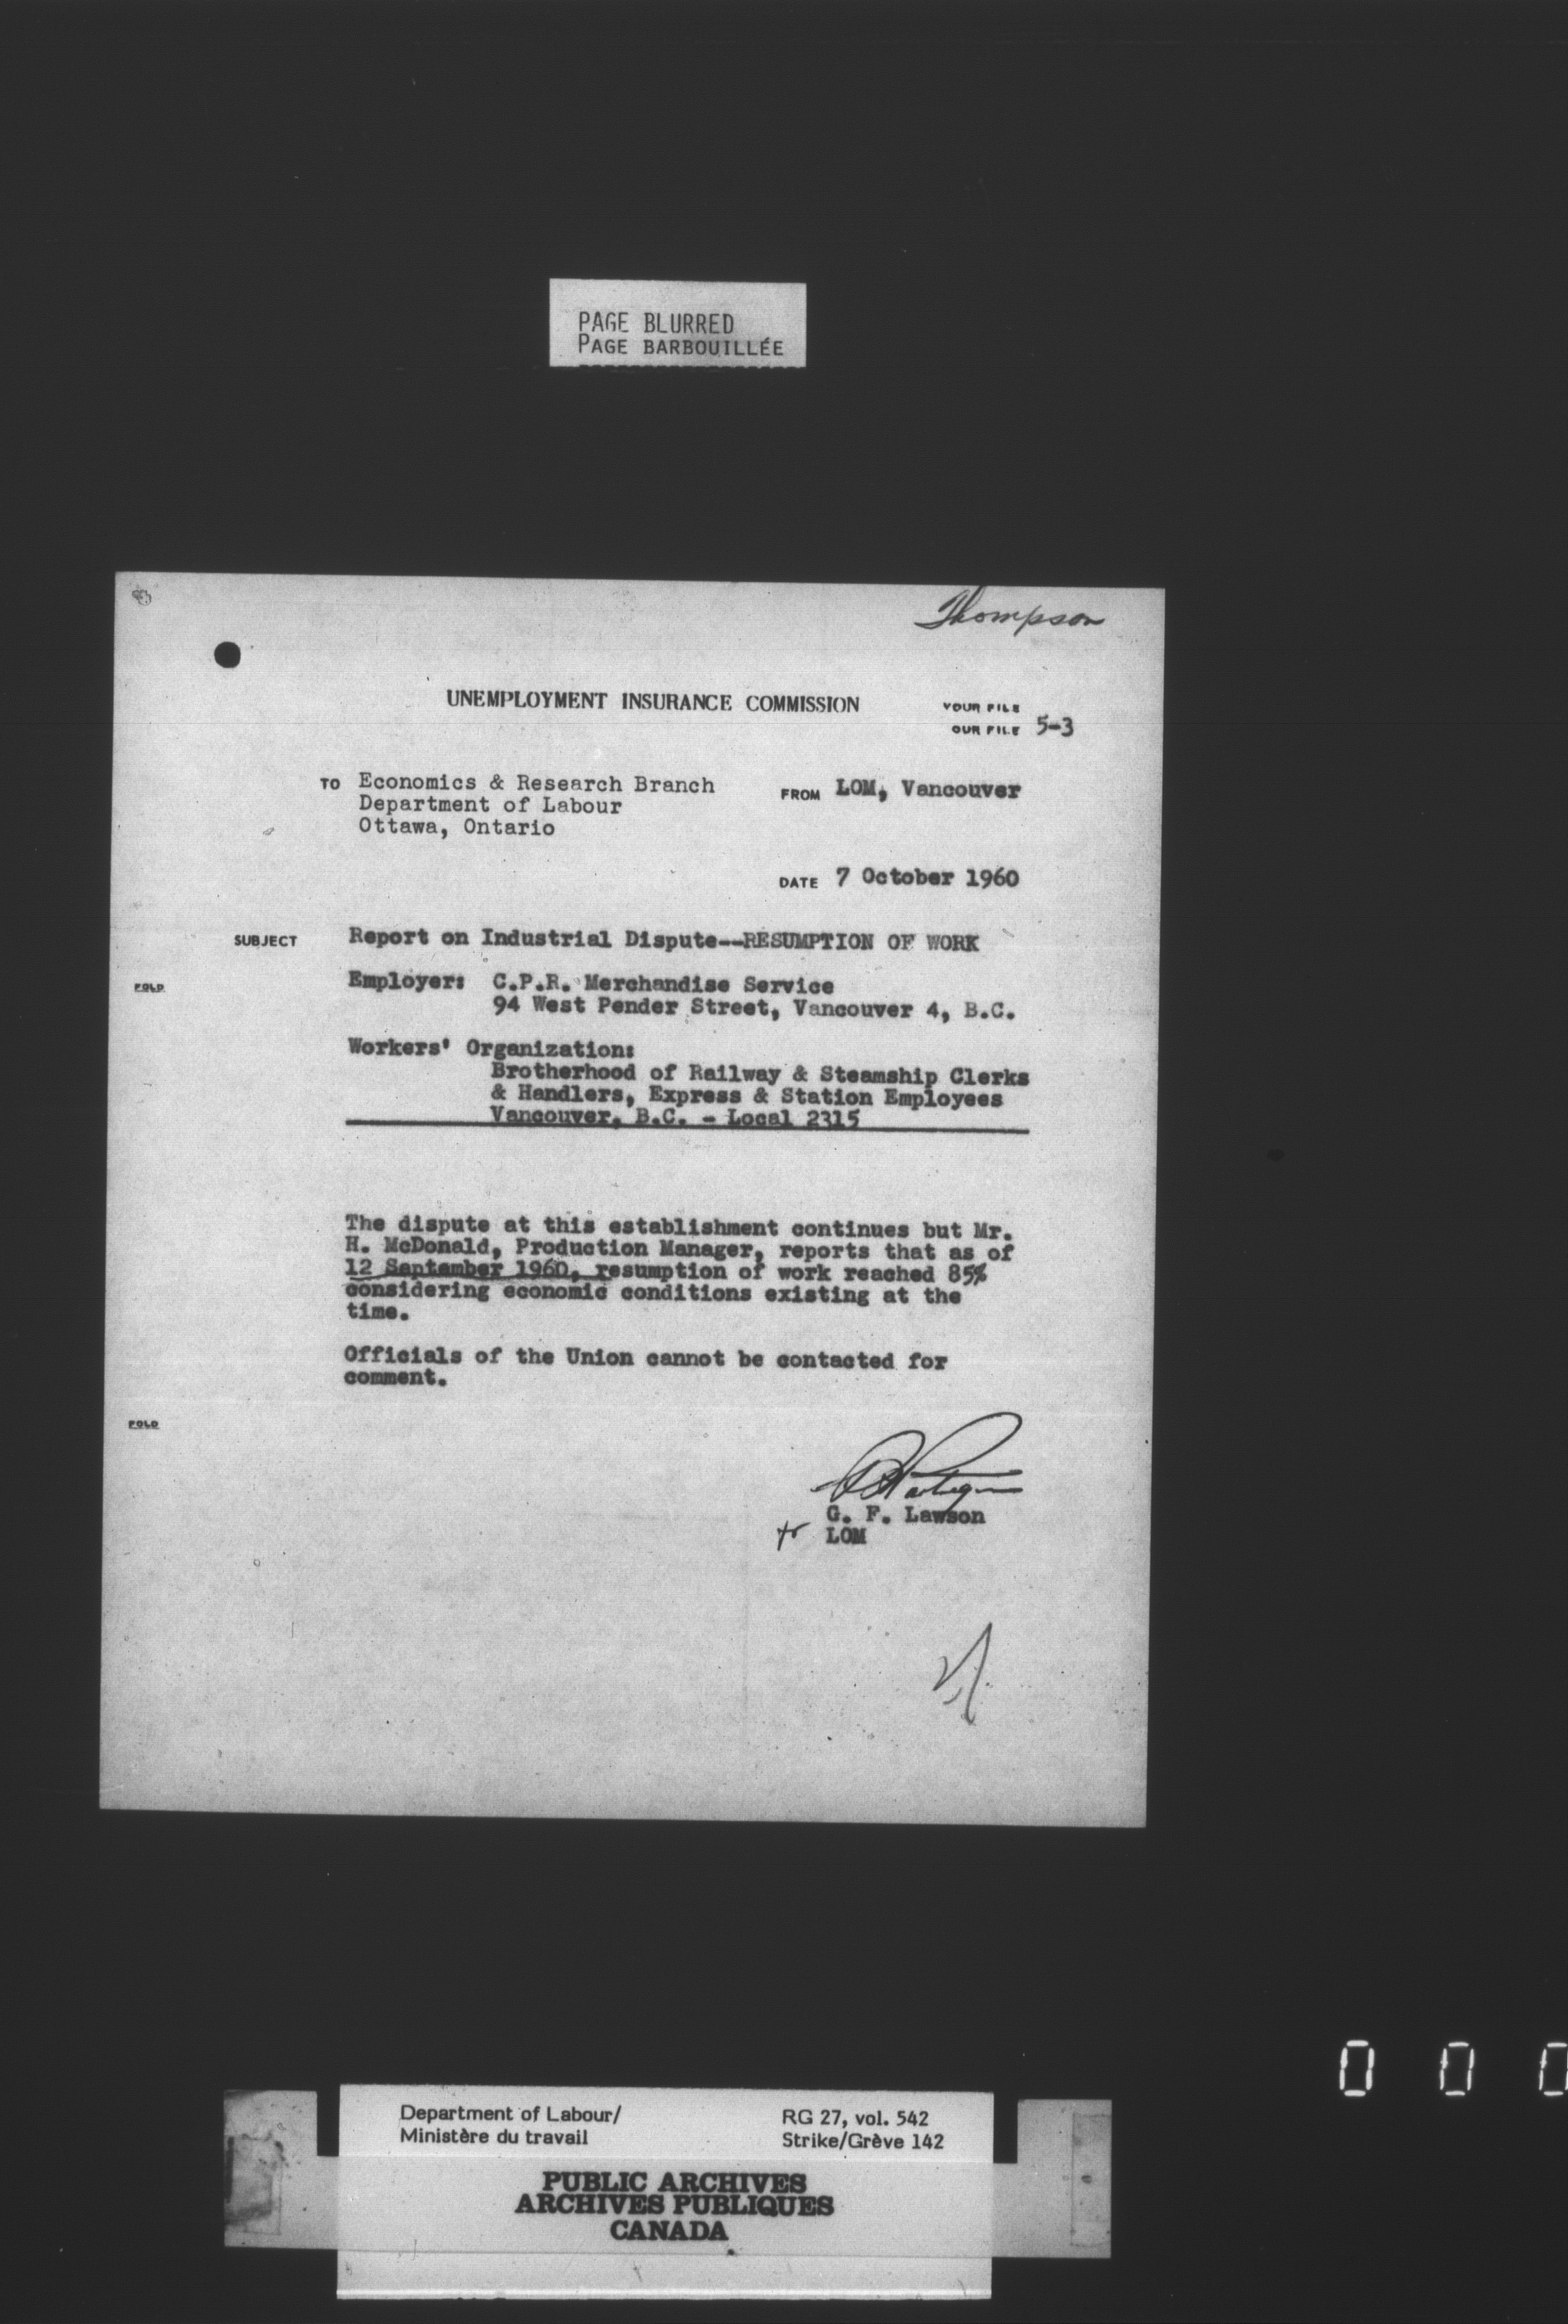 PAGE BLURRED
PAGE BARBOUILLÉE
Thompson
UNEMPLOYMENT INSURANCE COMMISSION
YOUR FILE
OUR FILE 5-3
TO Economics & Research Branch
Department of Labour
Ottawa, Ontario
FROM LOM, Vancouver
DATE 7 October 1960
SUBJECT Report on Industrial Dispute--RESUMPTION OF WORK
FOLD
Employer: C.P.R. Merchandise Service
94 West Pender Street, Vancouver 4, B.C.
Workers' Organization:
Brotherhood of Railway & Steamship Clerks
& Handlers, Express & Station Employees
Vancouver, B.C. - Local 2315
The dispute at this establishment continues but Mr.
H. McDonald, Production Manager, reports that as of
12 September 1960, resumption of work reached 85%
considering economic conditions existing at the
time.
Officials of the Union cannot be contacted for
comment.
FOLD
G. F. Lawson
LOM
0 0 0
Department of Labour/
Ministère du travail
RG 27, vol. 542
Strike/Grève 142
PUBLIC ARCHIVES
ARCHIVES PUBLIQUES
CANADA